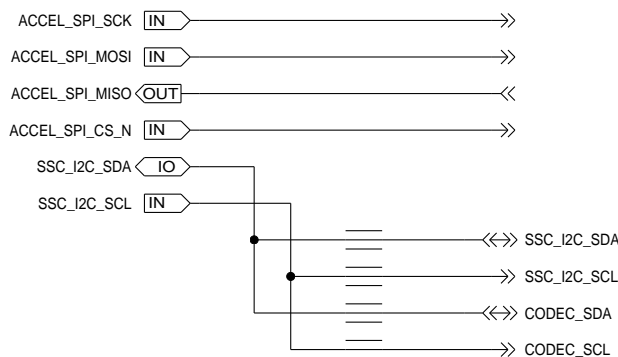 ACCEL_SPI_SCK IN
ACCEL_SPI_MOSI IN
ACCEL_SPI_MISO OUT
ACCEL_SPI_CS_N IN
SSC_I2C_SDA IO
SSC_I2C_SCL IN
SSC_I2C_SDA
SSC_I2C_SCL
CODEC_SDA
CODEC_SCL